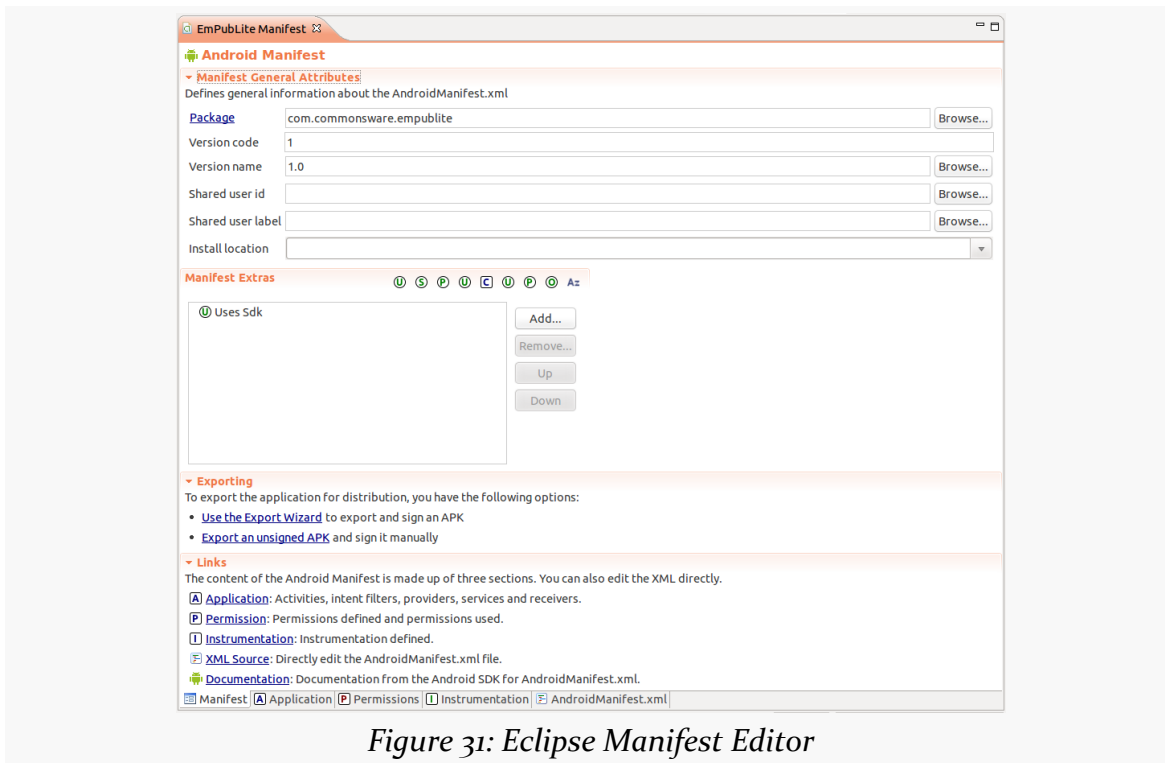 EmPubLite Manifest
Android Manifest
Manifest General Attributes
Defines general information about the AndroidManifest.xml
Package com.commonsware.empublite Browse...
Version code 1
Version name 1.0 Browse...
Shared user id Browse...
Shared user label Browse...
Install location
Manifest Extras U S P U C U P O Az
U Uses Sdk
Add...
Remove...
Up
Down
Exporting
To export the application for distribution, you have the following options:
• Use the Export Wizard to export and sign an APK
• Export an unsigned APK and sign it manually
Links
The content of the Android Manifest is made up of three sections. You can also edit the XML directly.
A Application: Activities, intent filters, providers, services and receivers.
P Permission: Permissions defined and permissions used.
I Instrumentation: Instrumentation defined.
XML Source: Directly edit the AndroidManifest.xml file.
Documentation: Documentation from the Android SDK for AndroidManifest.xml.
Manifest A Application P Permissions I Instrumentation AndroidManifest.xml
Figure 31: Eclipse Manifest Editor